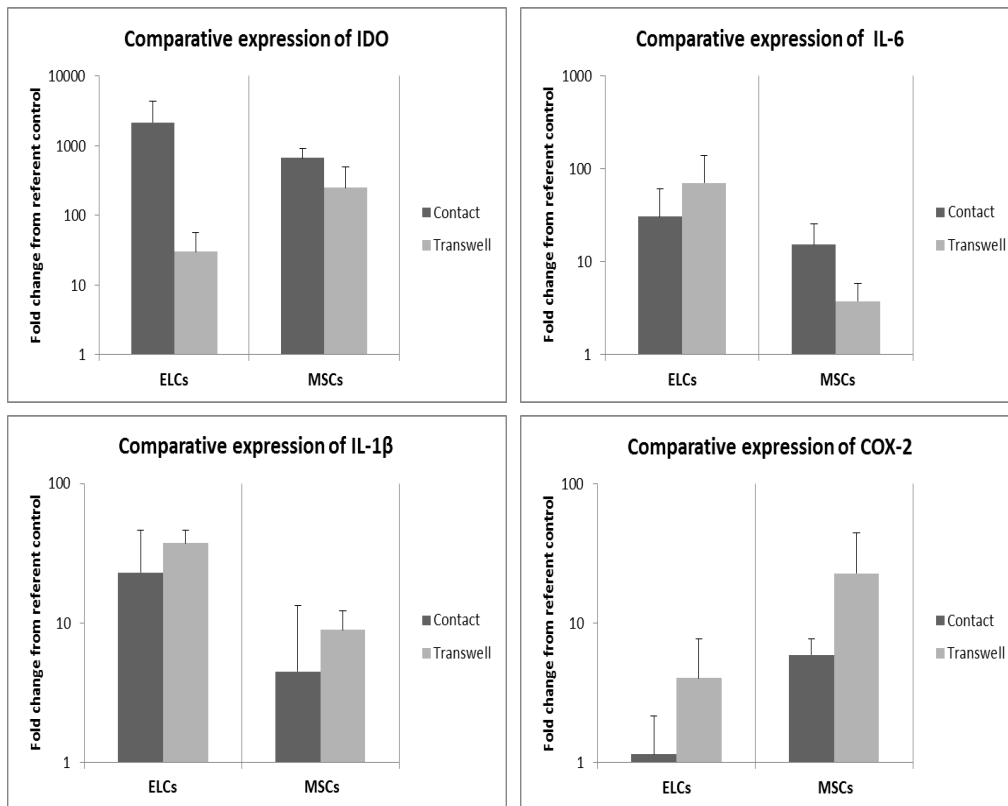 Comparative expression of IDO
Fold change from referent control
10000
1000
100
10
1
ELCs
MSCs
Contact
Transwell
Comparative expression of  IL-6
Fold change from referent control
1000
100
10
1
ELCs
MSCs
Contact
Transwell
Comparative expression of IL-1β
Fold change from referent control
100
10
1
ELCs
MSCs
Contact
Transwell
Comparative expression of COX-2
Fold change from referent control
100
10
1
ELCs
MSCs
Contact
Transwell